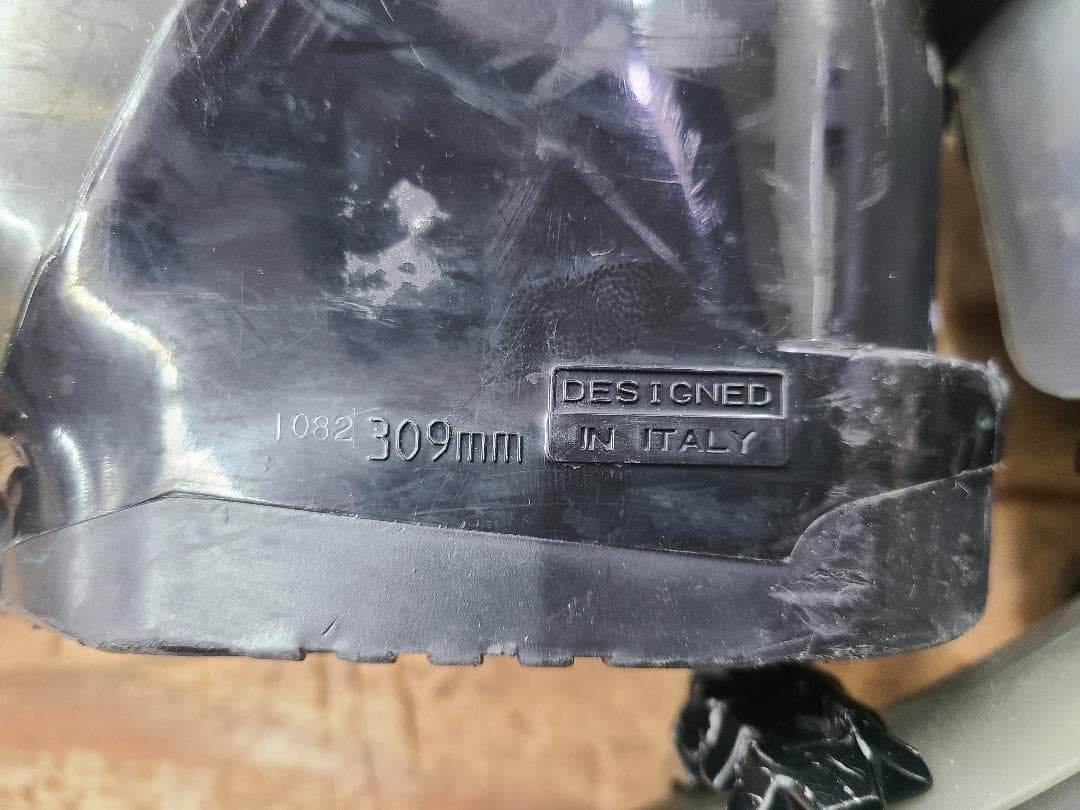 1082 309mm
DESIGNED
IN ITALY